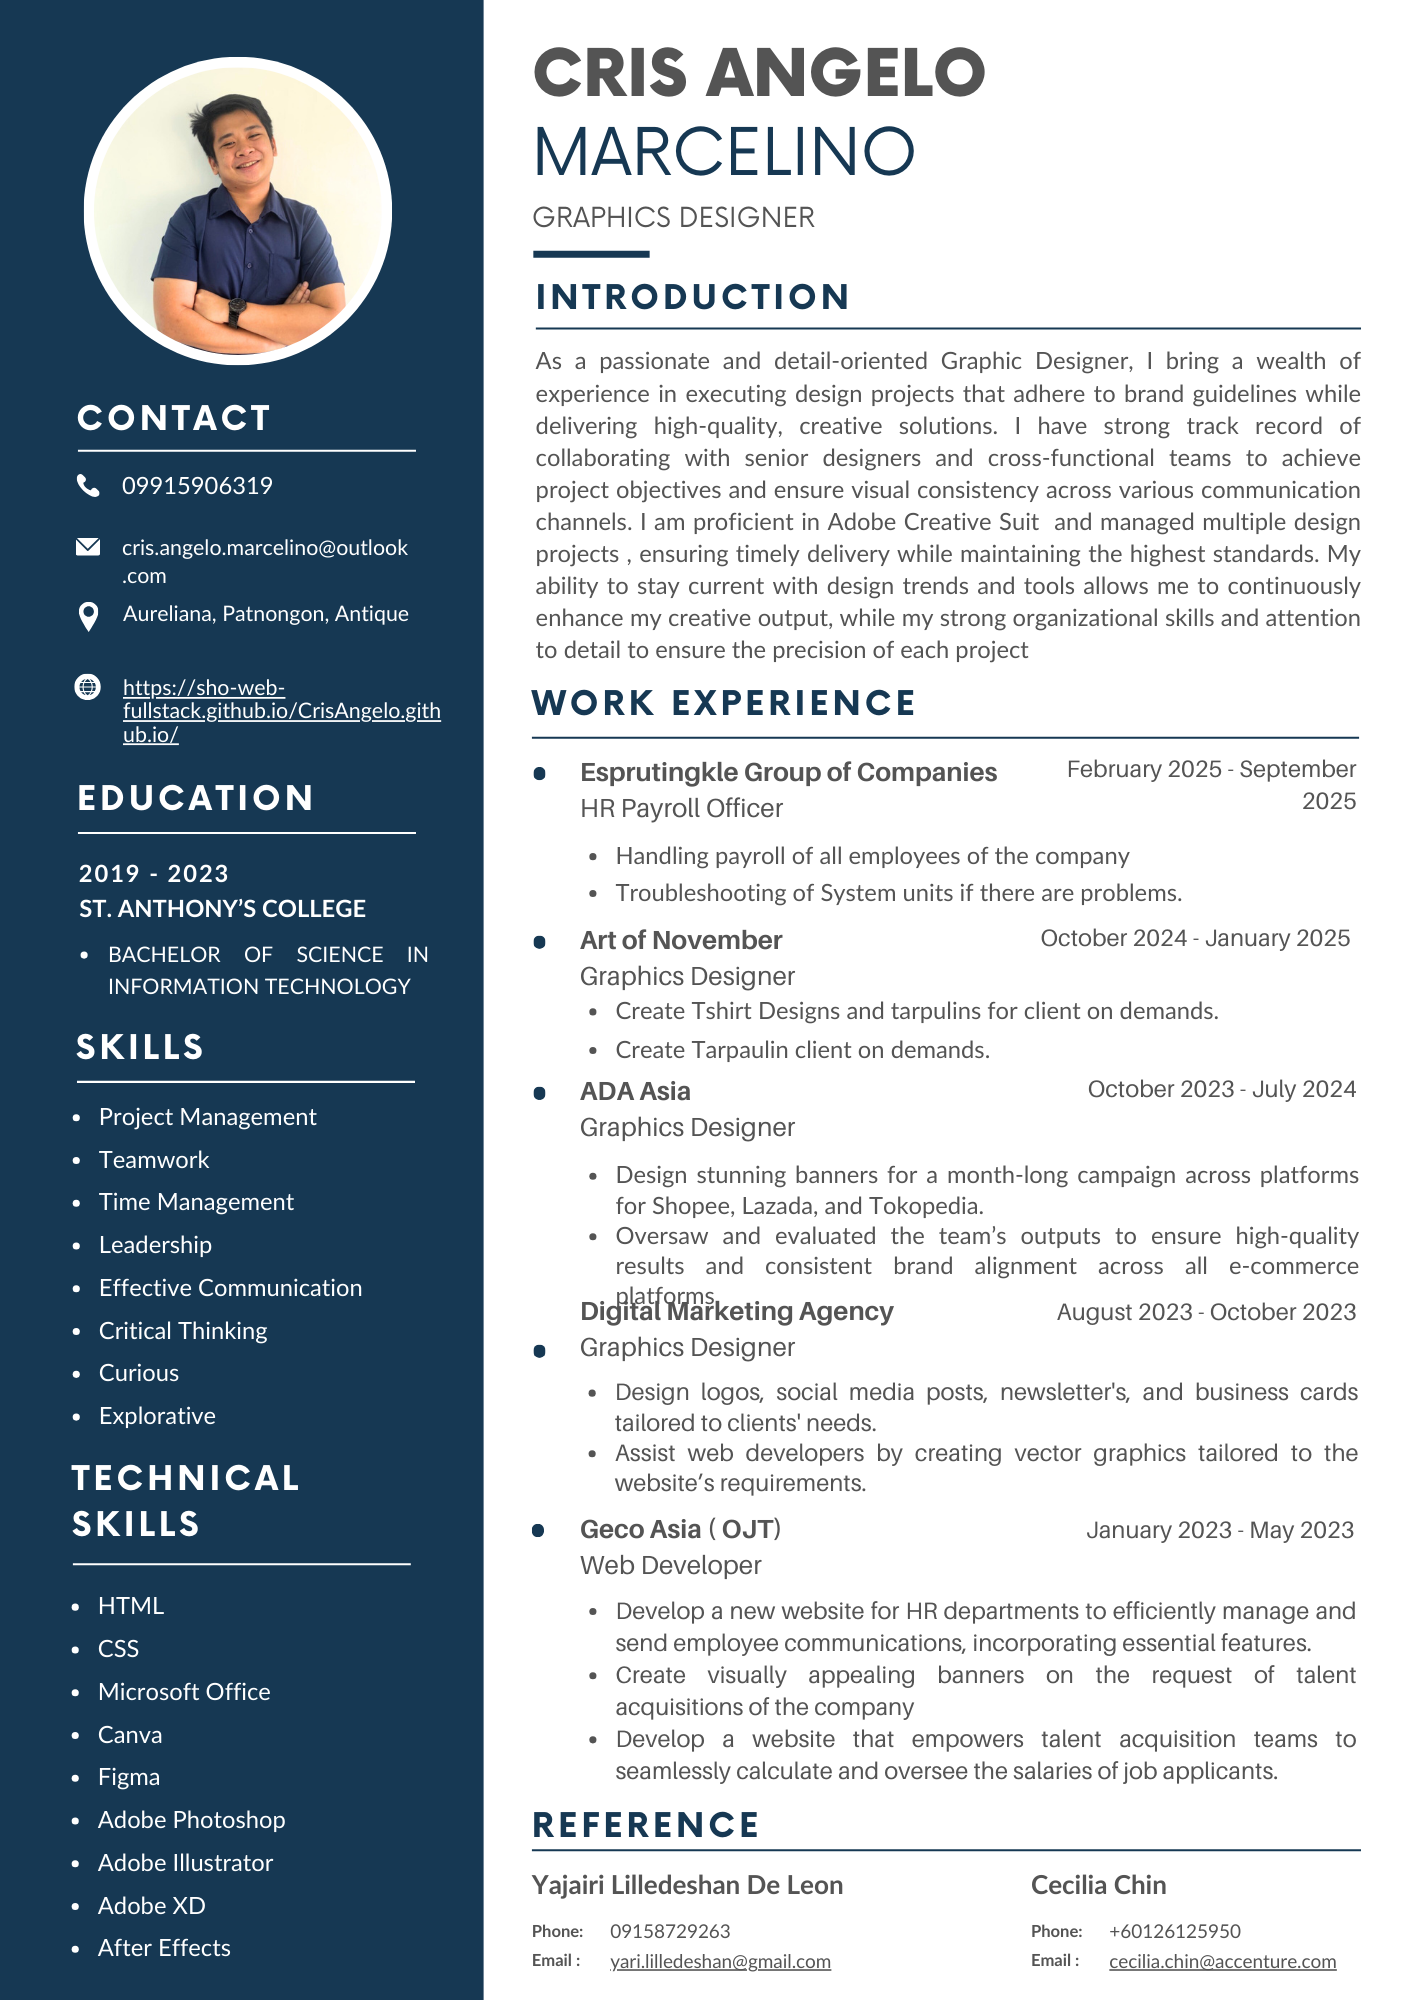 CRIS ANGELO
MARCELINO
GRAPHICS DESIGNER
CONTACT
09915906319
cris.angelo.marcelino@outlook
.com
Aureliana, Patnongon, Antique
https://sho-web-
fullstack.github.io/CrisAngelo.gith
ub.io/
EDUCATION
2019 - 2023
ST. ANTHONY’S COLLEGE
• BACHELOR OF SCIENCE IN
INFORMATION TECHNOLOGY
SKILLS
• Project Management
• Teamwork
• Time Management
• Leadership
• Effective Communication
• Critical Thinking
• Curious
• Explorative
TECHNICAL
SKILLS
• HTML
• CSS
• Microsoft Office
• Canva
• Figma
• Adobe Photoshop
• Adobe Illustrator
• Adobe XD
• After Effects
INTRODUCTION
As a passionate and detail-oriented Graphic Designer, I bring a wealth of
experience in executing design projects that adhere to brand guidelines while
delivering high-quality, creative solutions. I have strong track record of
collaborating with senior designers and cross-functional teams to achieve
project objectives and ensure visual consistency across various communication
channels. I am proficient in Adobe Creative Suit  and managed multiple design
projects , ensuring timely delivery while maintaining the highest standards. My
ability to stay current with design trends and tools allows me to continuously
enhance my creative output, while my strong organizational skills and attention
to detail to ensure the precision of each project
WORK EXPERIENCE
• Esprutingkle Group of Companies February 2025 - September
2025
HR Payroll Officer
• Handling payroll of all employees of the company
• Troubleshooting of System units if there are problems.
• Art of November October 2024 - January 2025
Graphics Designer
• Create Tshirt Designs and tarpulins for client on demands.
• Create Tarpaulin client on demands.
• ADA Asia October 2023 - July 2024
Graphics Designer
• Design stunning banners for a month-long campaign across platforms
for Shopee, Lazada, and Tokopedia.
• Oversaw and evaluated the team’s outputs to ensure high-quality
results and consistent brand alignment across all e-commerce
platforms.
Digital Marketing Agency August 2023 - October 2023
• Graphics Designer
• Design logos, social media posts, newsletter's, and business cards
tailored to clients' needs.
• Assist web developers by creating vector graphics tailored to the
website’s requirements.
• Geco Asia ( OJT) January 2023 - May 2023
Web Developer
• Develop a new website for HR departments to efficiently manage and
send employee communications, incorporating essential features.
• Create visually appealing banners on the request of talent
acquisitions of the company
• Develop a website that empowers talent acquisition teams to
seamlessly calculate and oversee the salaries of job applicants.
REFERENCE
Yajairi Lilledeshan De Leon
Phone: 09158729263
Email : yari.lilledeshan@gmail.com
Cecilia Chin
Phone: +60126125950
Email : cecilia.chin@accenture.com